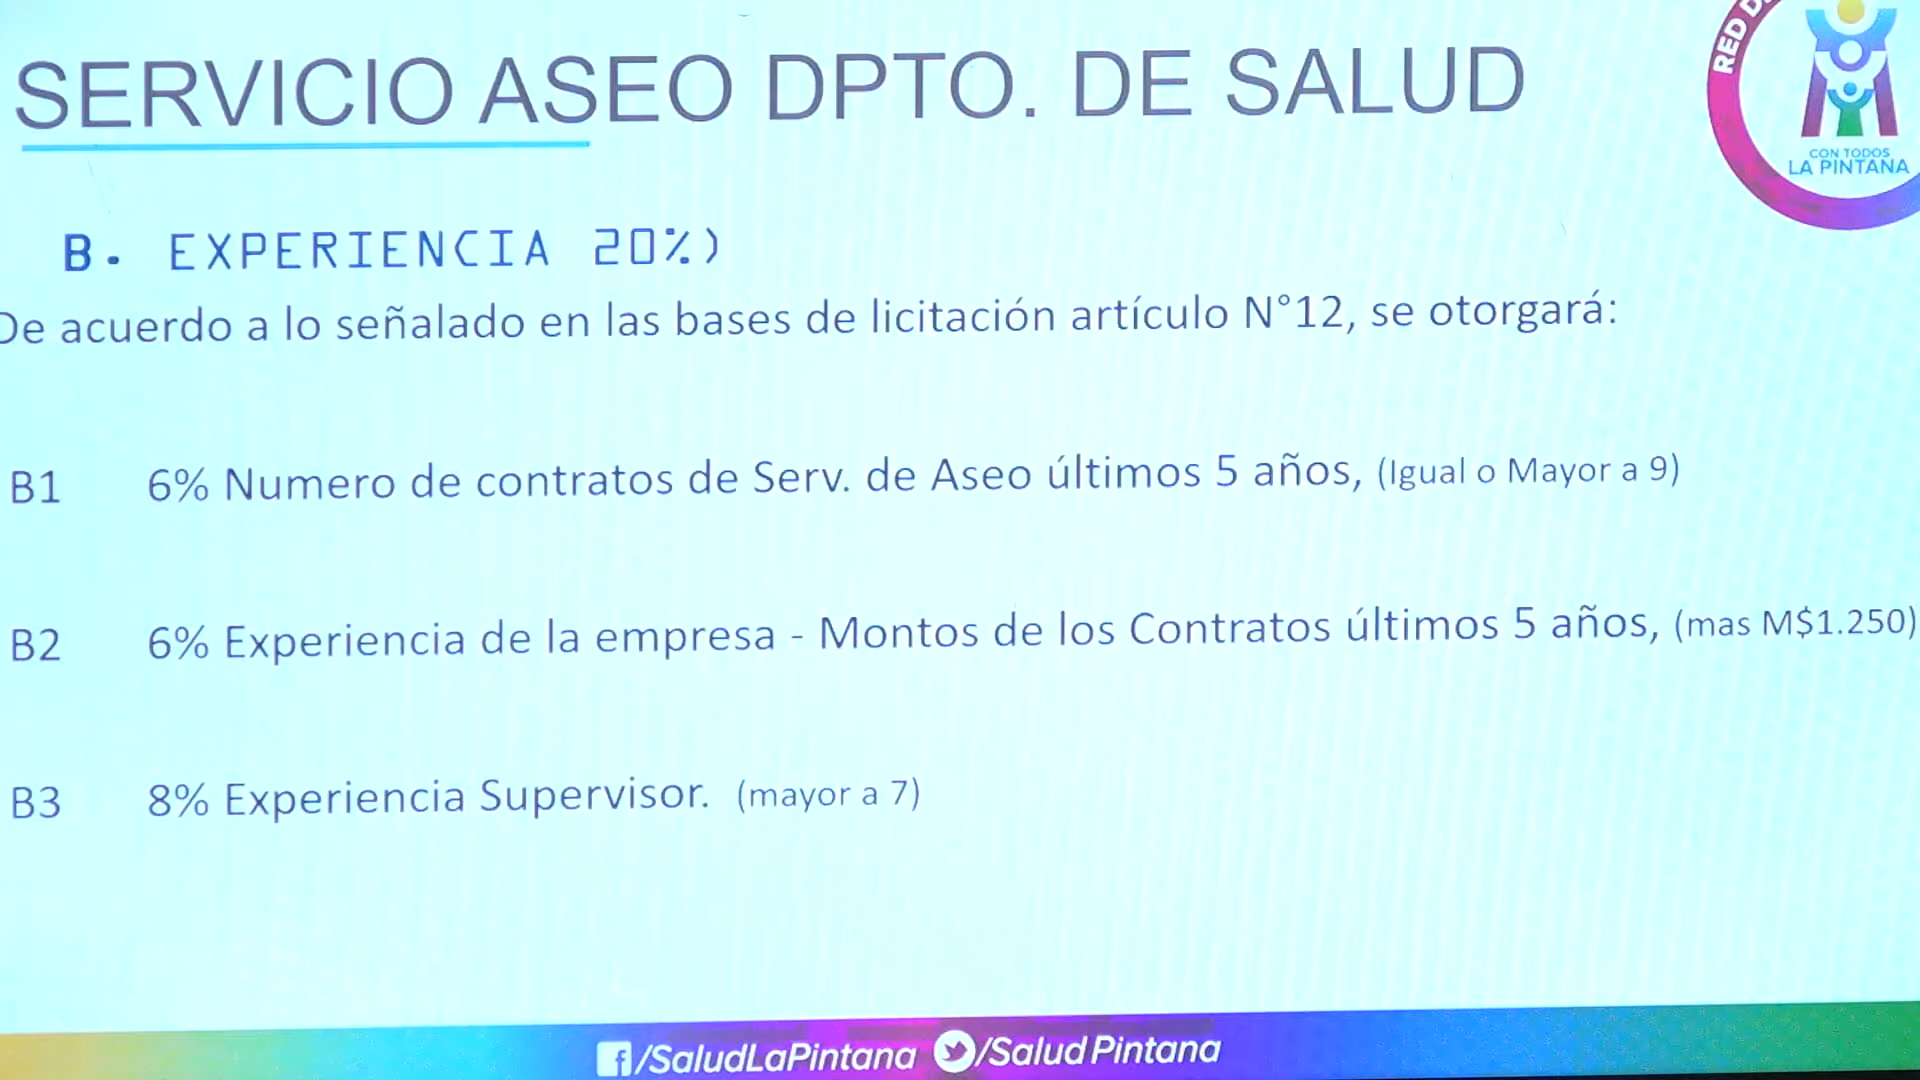 SERVICIO ASEO DPTO. DE SALUD
RED
CON TODOS
LA PINTANA
B. EXPERIENCIA 20%)
De acuerdo a lo señalado en las bases de licitación artículo N°12, se otorgará:
B1 6% Numero de contratos de Serv. de Aseo últimos 5 años, (Igual o Mayor a 9)
B2 6% Experiencia de la empresa - Montos de los Contratos últimos 5 años, (mas M$1.250)
B3 8% Experiencia Supervisor. (mayor a 7)
/SaludLaPintana /SaludPintana